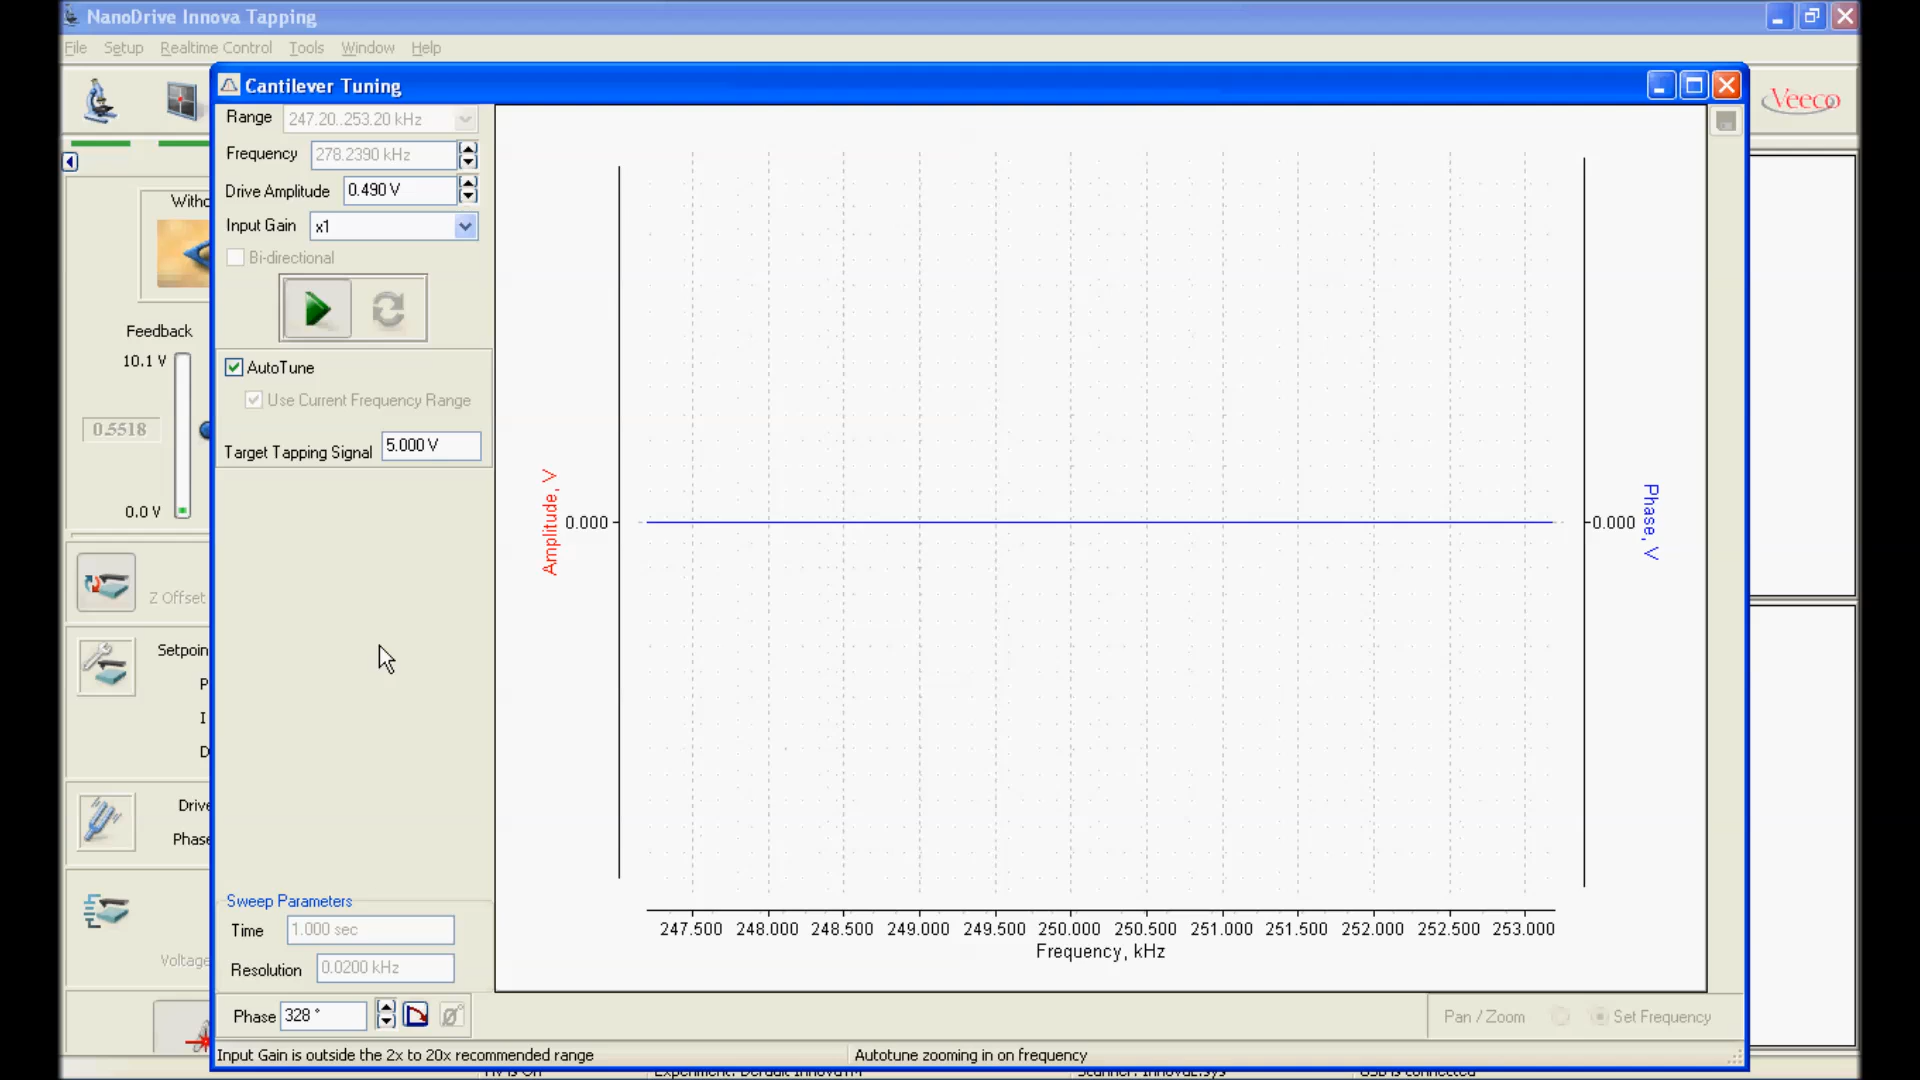 NanoDrive Innova Tapping
File Setup Realtime Control Tools Window Help
Cantilever Tuning
Veeco
Range 247.20..253.20 kHz
Frequency 278.2390 kHz
Drive Amplitude 0.490 V
Input Gain x1
Bi-directional
AutoTune
Use Current Frequency Range
Target Tapping Signal 5.000 V
Feedback
10.1 V
0.5518
0.0 V
Z Offset
P
I
D
Voltage
Amplitude, V
0.000
0.000
Phase, V
247.500 248.000 248.500 249.000 249.500 250.000 250.500 251.000 251.500 252.000 252.500 253.000
Frequency, kHz
Sweep Parameters
Time 1.000 sec
Resolution 0.0200 kHz
Phase 328 °
Pan / Zoom Set Frequency
Input Gain is outside the 2x to 20x recommended range
Autotune zooming in on frequency